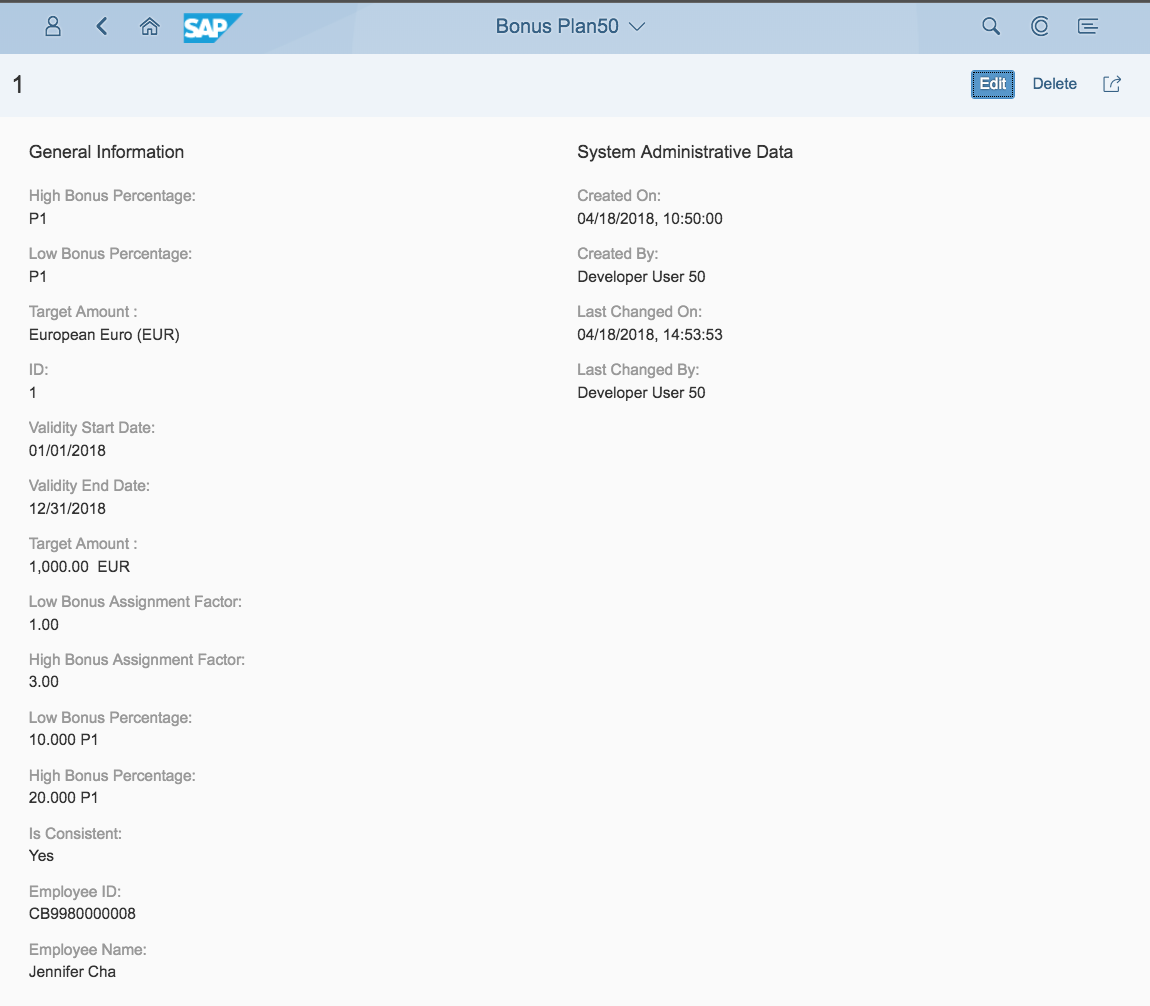 SAP
Bonus Plan50
1
Edit
Delete
General Information
High Bonus Percentage:
P1
Low Bonus Percentage:
P1
Target Amount :
European Euro (EUR)
ID:
1
Validity Start Date:
01/01/2018
Validity End Date:
12/31/2018
Target Amount :
1,000.00 EUR
Low Bonus Assignment Factor:
1.00
High Bonus Assignment Factor:
3.00
Low Bonus Percentage:
10.000 P1
High Bonus Percentage:
20.000 P1
Is Consistent:
Yes
Employee ID:
CB9980000008
Employee Name:
Jennifer Cha
System Administrative Data
Created On:
04/18/2018, 10:50:00
Created By:
Developer User 50
Last Changed On:
04/18/2018, 14:53:53
Last Changed By:
Developer User 50